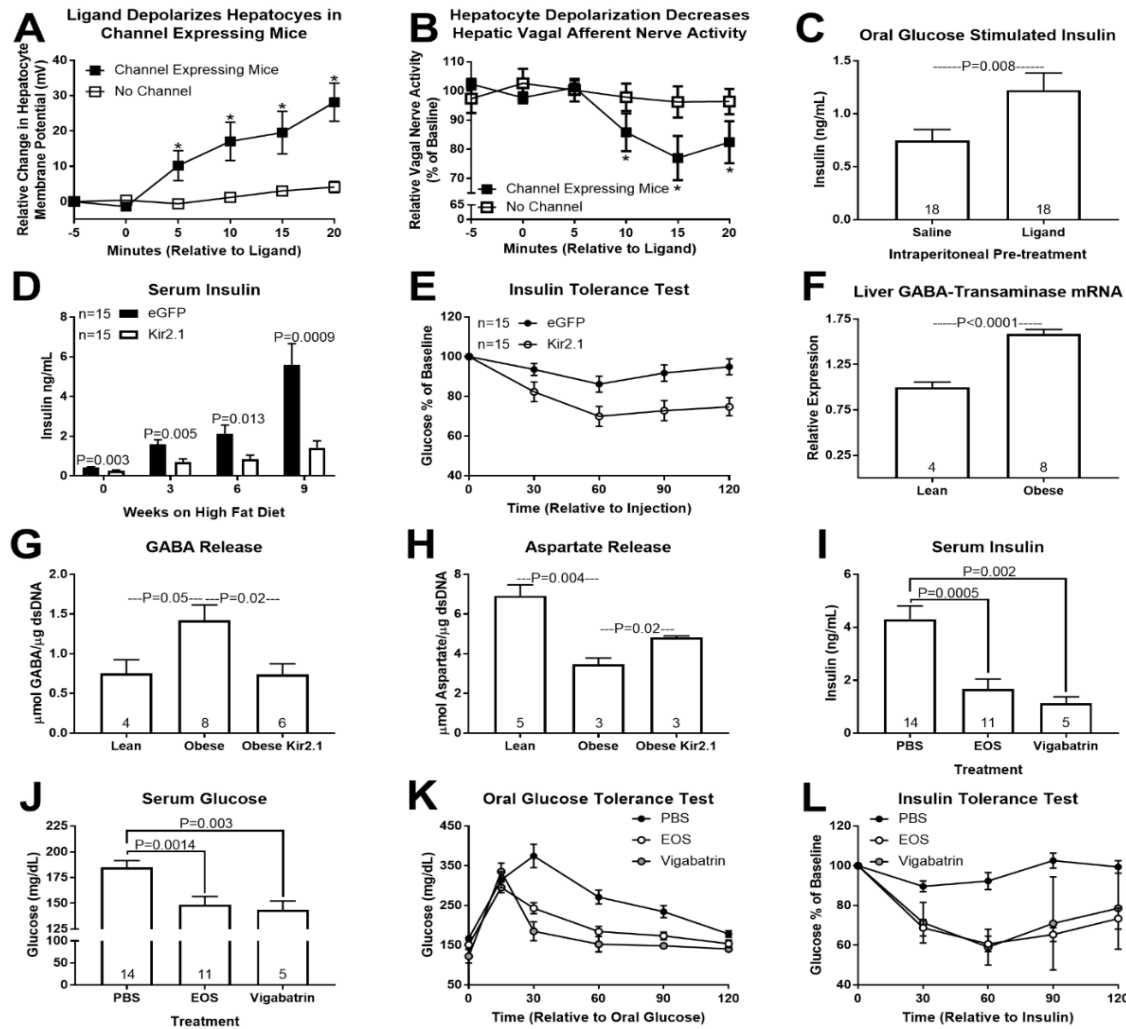 A
Ligand Depolarizes Hepatocytes in
Channel Expressing Mice
Relative Change in Hepatocyte
Membrane Potential (mV)
40
30
20
10
0
Channel Expressing Mice
No Channel
*
*
*
*
-5
0
5
10
15
20
Minutes (Relative to Ligand)
B
Hepatocyte Depolarization Decreases
Hepatic Vagal Afferent Nerve Activity
Relative Vagal Nerve Activity
(% of Basline)
110
100
90
80
70
65
0
*
*
*
Channel Expressing Mice
No Channel
-5
0
5
10
15
20
Minutes (Relative to Ligand)
C
Oral Glucose Stimulated Insulin
Insulin (ng/mL)
1.5
1.0
0.5
0.0
----P=0.008----
18
18
Saline
Ligand
Intraperitoneal Pre-treatment
D
Serum Insulin
Insulin ng/mL
8
6
4
2
0
n=15 eGFP
n=15 Kir2.1
P=0.003
P=0.005
P=0.013
P=0.0009
0
3
6
9
Weeks on High Fat Diet
E
Insulin Tolerance Test
Glucose % of Baseline
120
100
80
60
40
n=15 eGFP
n=15 Kir2.1
0
30
60
90
120
Time (Relative to Injection)
F
Liver GABA-Transaminase mRNA
Relative Expression
1.75
1.25
0.75
0.25
---P<0.0001----
4
8
Lean
Obese
G
GABA Release
μmol GABA/μg dsDNA
2.0
1.5
1.0
0.5
0.0
---P=0.05---
---P=0.02---
4
8
6
Lean
Obese
Obese Kir2.1
H
Aspartate Release
μmol Aspartate/μg dsDNA
8
6
4
2
0
---P=0.004---
---P=0.02---
5
3
3
Lean
Obese
Obese Kir2.1
I
Serum Insulin
Insulin (ng/mL)
6
4
2
0
P=0.002
P=0.0005
14
11
5
PBS
EOS
Vigabatrin
Treatment
J
Serum Glucose
Glucose (mg/dL)
225
200
175
150
125
100
50
0
P=0.003
P=0.0014
14
11
5
PBS
EOS
Vigabatrin
Treatment
K
Oral Glucose Tolerance Test
Glucose (mg/dL)
450
350
250
150
50
PBS
EOS
Vigabatrin
0
30
60
90
120
Time (Relative to Oral Glucose)
L
Insulin Tolerance Test
Glucose % of Baseline
120
100
80
60
40
PBS
EOS
Vigabatrin
0
30
60
90
120
Time (Relative to Insulin)